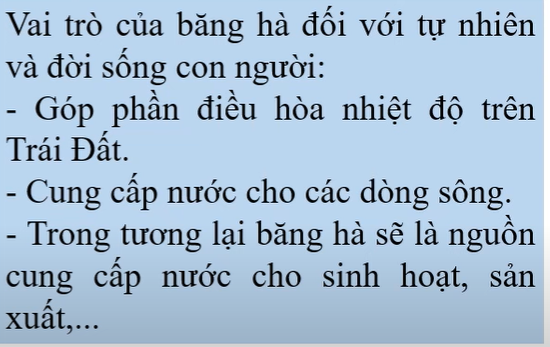 Vai trò của băng hà đối với tự nhiên
và đời sống con người:
- Góp phần điều hòa nhiệt độ trên
Trái Đất.
- Cung cấp nước cho các dòng sông.
- Trong tương lại băng hà sẽ là nguồn
cung cấp nước cho sinh hoạt, sản
xuất,...